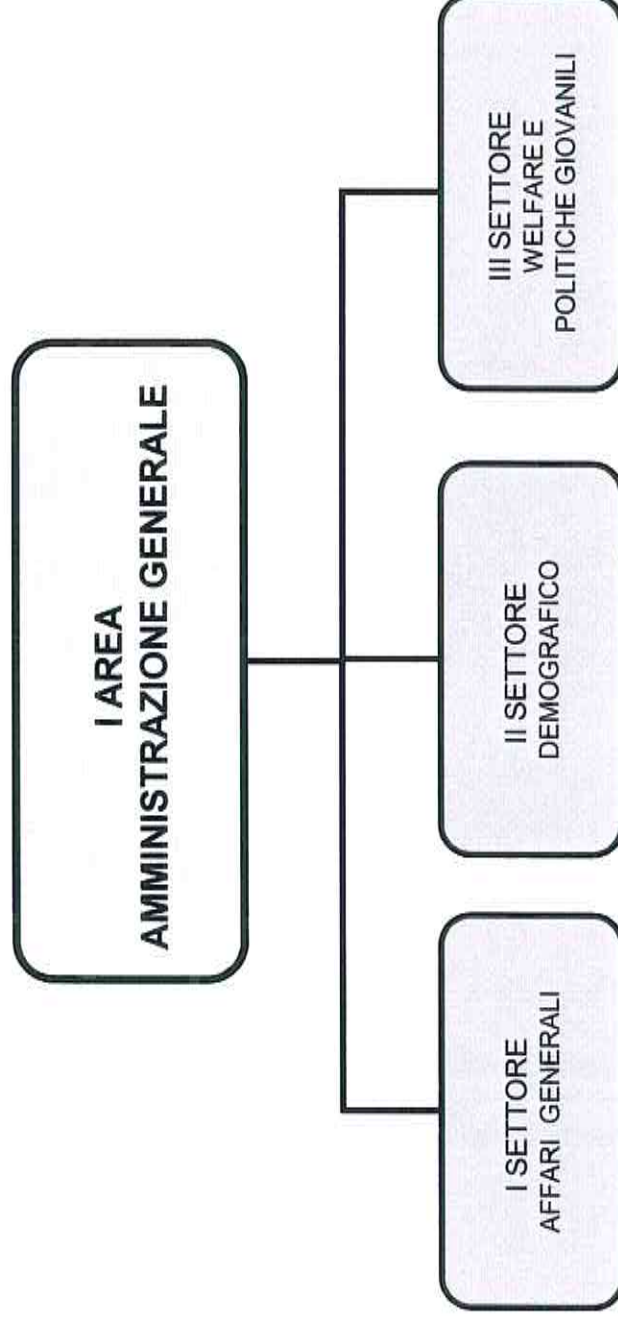 I AREA
AMMINISTRAZIONE GENERALE
I SETTORE
AFFARI GENERALI
II SETTORE
DEMOGRAFICO
III SETTORE
WELFARE E
POLITICHE GIOVANILI